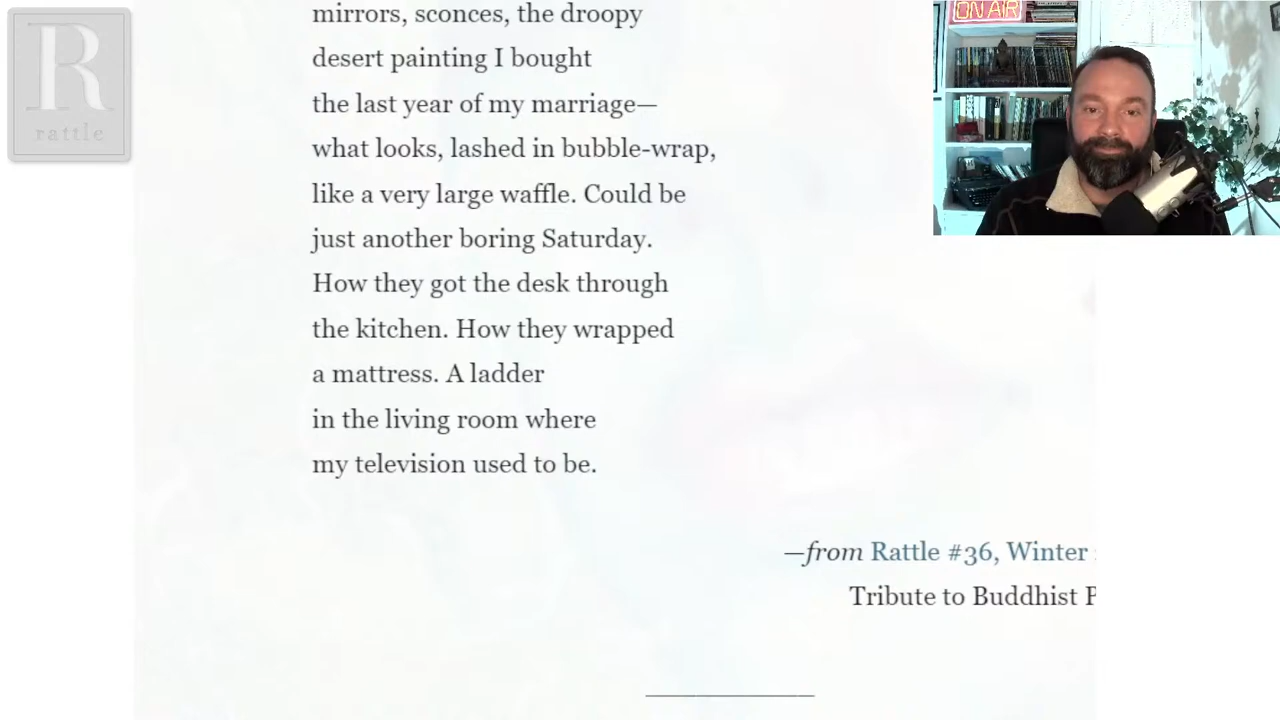 R
rattle
ON AIR
mirrors, sconces, the droopy
desert painting I bought
the last year of my marriage—
what looks, lashed in bubble-wrap,
like a very large waffle. Could be
just another boring Saturday.
How they got the desk through
the kitchen. How they wrapped
a mattress. A ladder
in the living room where
my television used to be.
—from Rattle #36, Winter
Tribute to Buddhist P